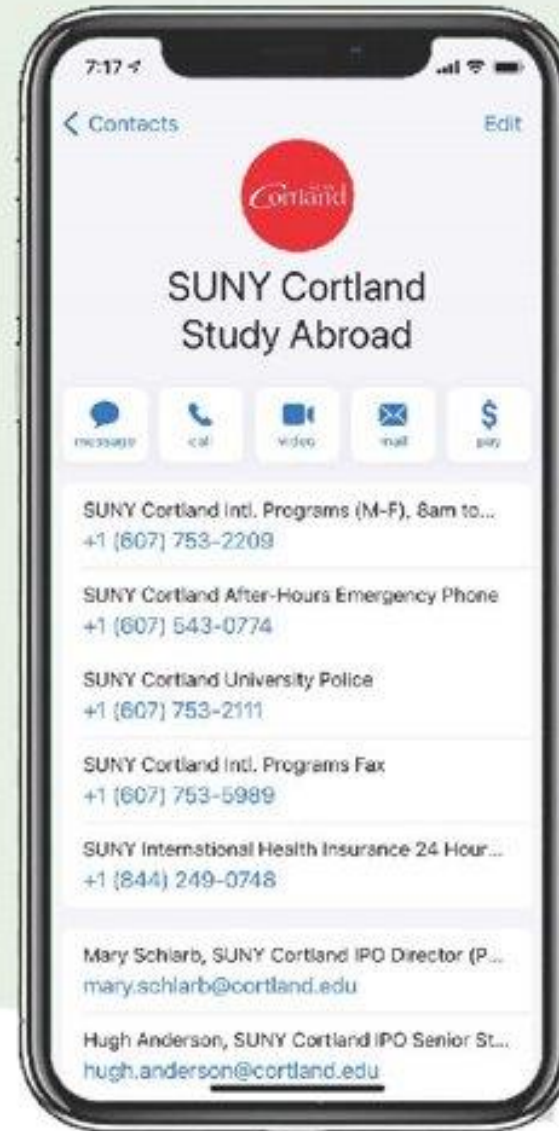 7:17
Contacts
Edit
Cortland
SUNY Cortland
Study Abroad
message
call
video
mail
$
pay
SUNY Cortland Intl. Programs (M-F), 8am to...
+1 (607) 753-2209
SUNY Cortland After-Hours Emergency Phone
+1 (607) 543-0774
SUNY Cortland University Police
+1 (607) 753-2111
SUNY Cortland Intl. Programs Fax
+1 (607) 753-5989
SUNY International Health Insurance 24 Hour...
+1 (844) 249-0748
Mary Schlarb, SUNY Cortland IPO Director (P...
mary.schlarb@cortland.edu
Hugh Anderson, SUNY Cortland IPO Senior St...
hugh.anderson@cortland.edu